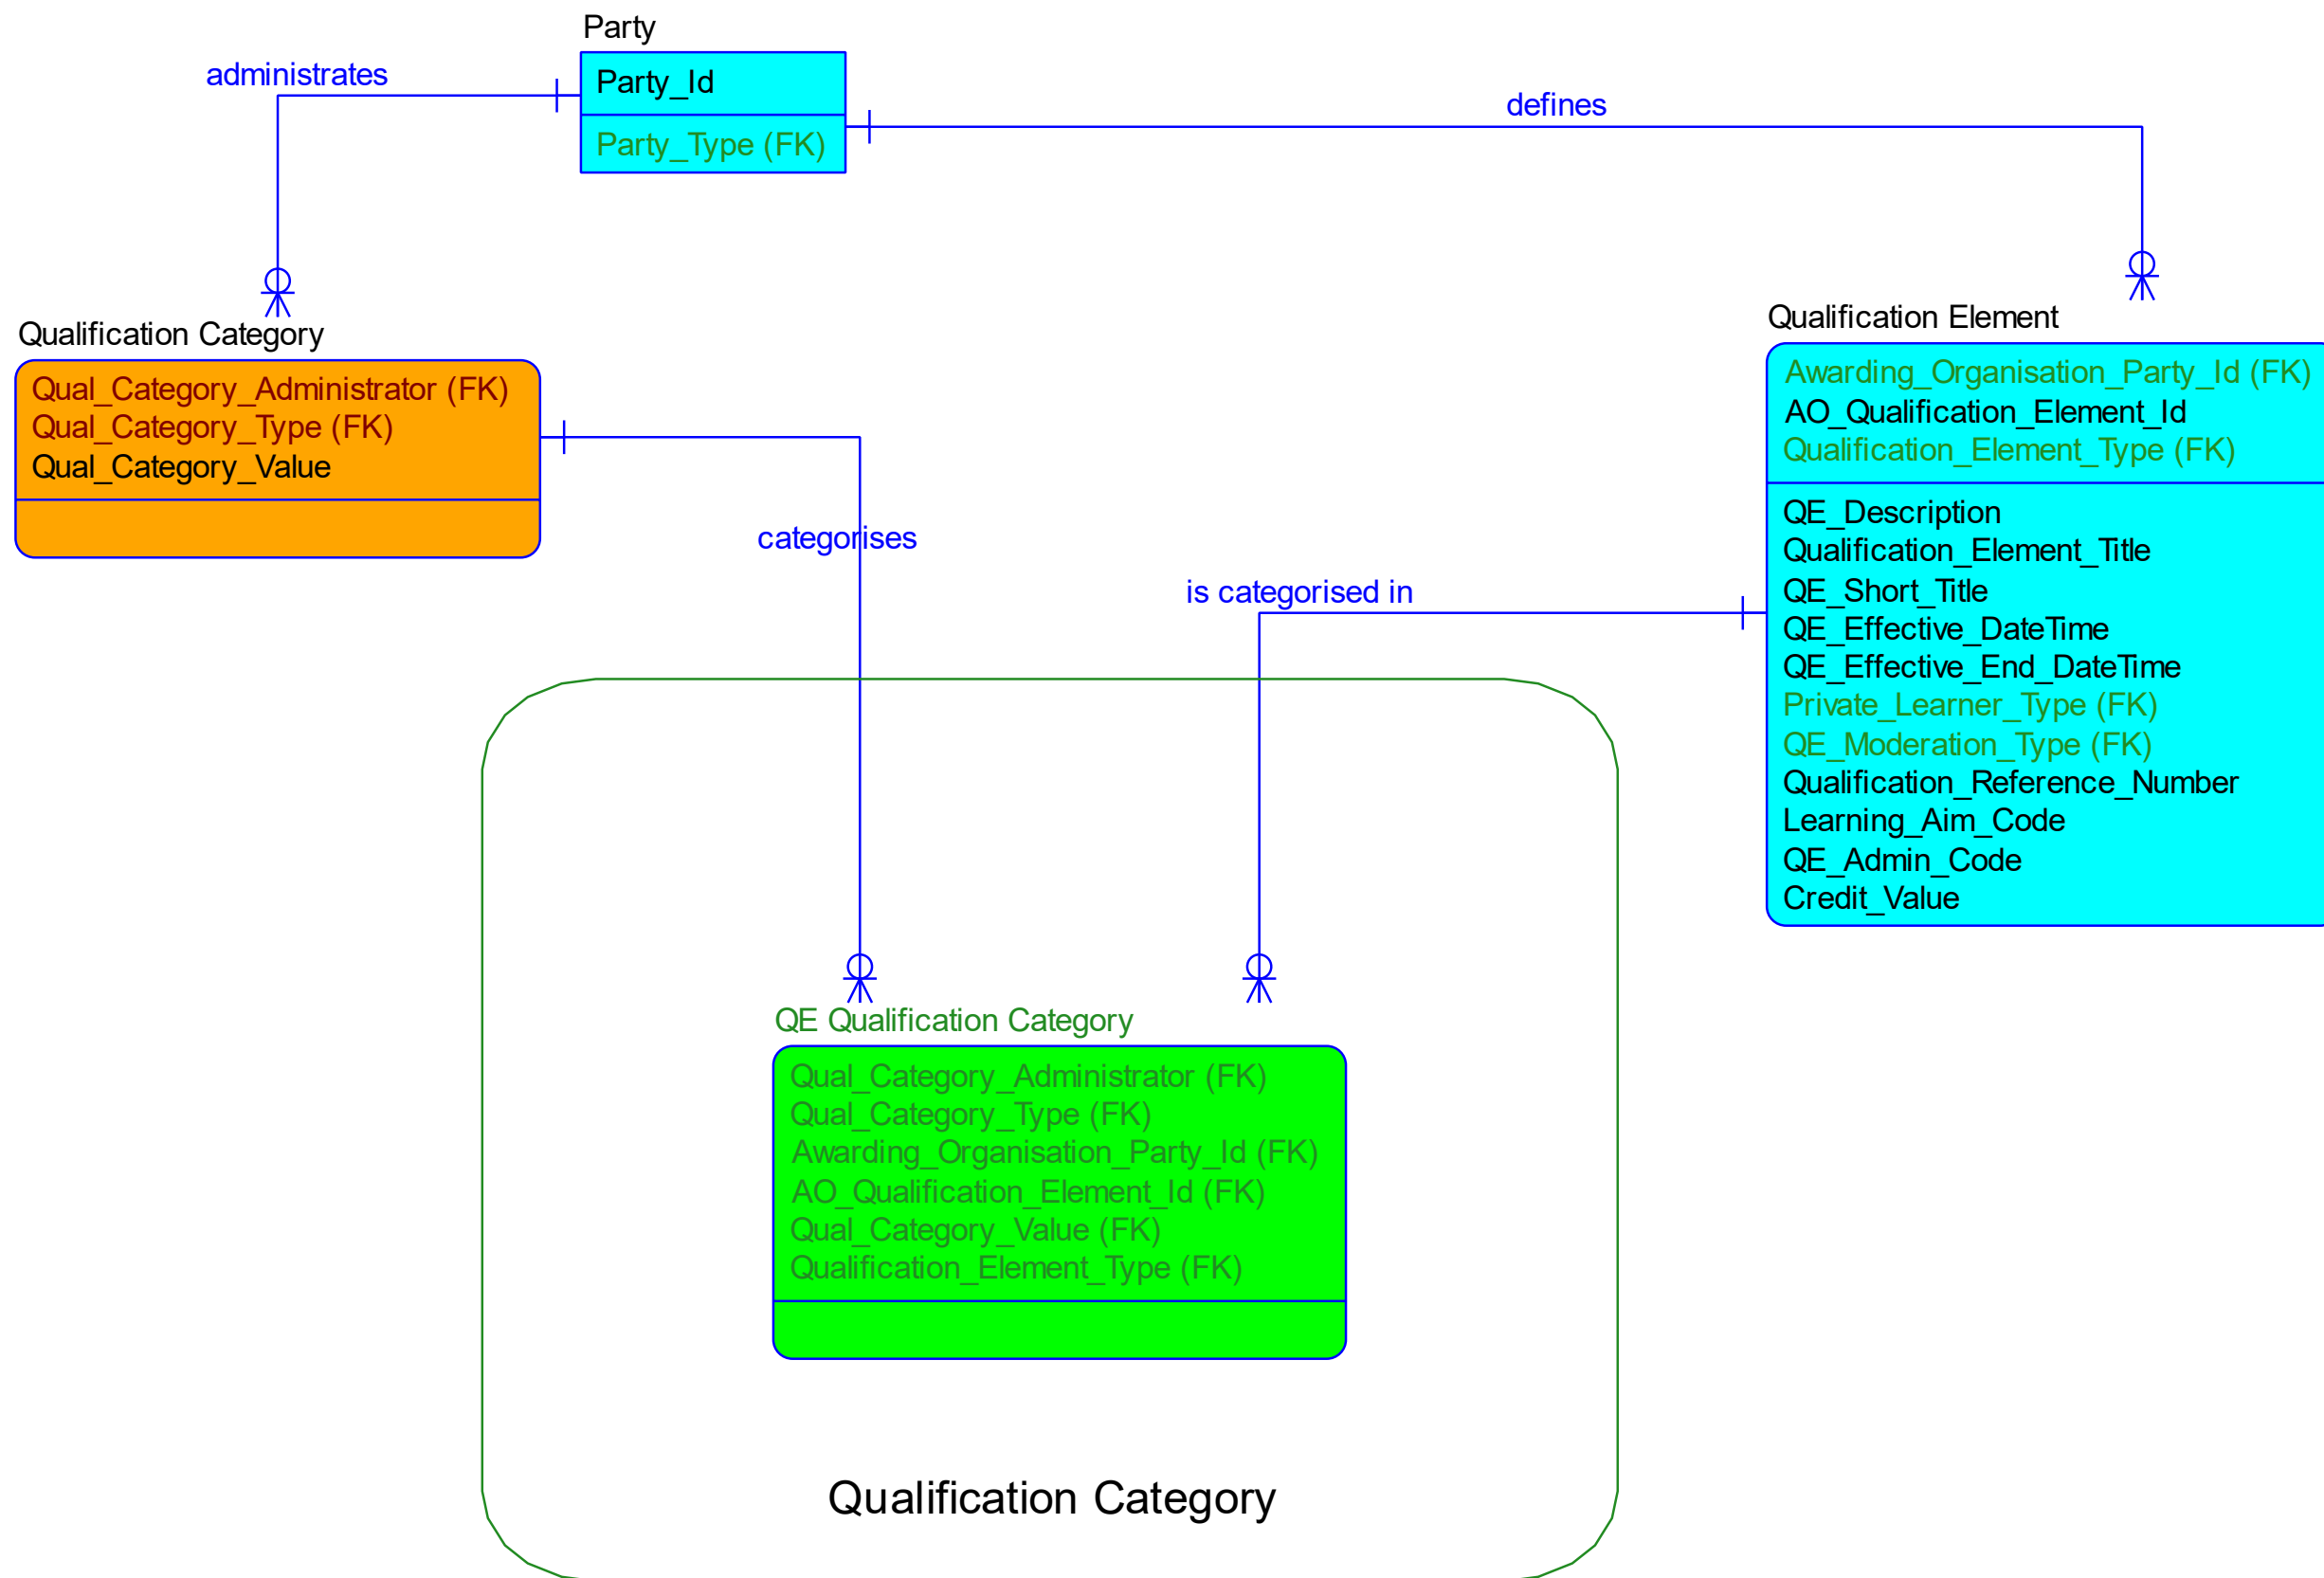 Party
administrates
Party_Id
defines
Party_Type (FK)
Qualification Category
Qual_Category_Administrator (FK)
Qual_Category_Type (FK)
Qual_Category_Value
Qualification Element
Awarding_Organisation_Party_Id (FK)
AO_Qualification_Element_Id
Qualification_Element_Type (FK)
QE_Description
Qualification_Element_Title
QE_Short_Title
QE_Effective_DateTime
QE_Effective_End_DateTime
Private_Learner_Type (FK)
QE_Moderation_Type (FK)
Qualification_Reference_Number
Learning_Aim_Code
QE_Admin_Code
Credit_Value
categorises
is categorised in
QE Qualification Category
Qual_Category_Administrator (FK)
Qual_Category_Type (FK)
Awarding_Organisation_Party_Id (FK)
AO_Qualification_Element_Id (FK)
Qual_Category_Value (FK)
Qualification_Element_Type (FK)
Qualification Category